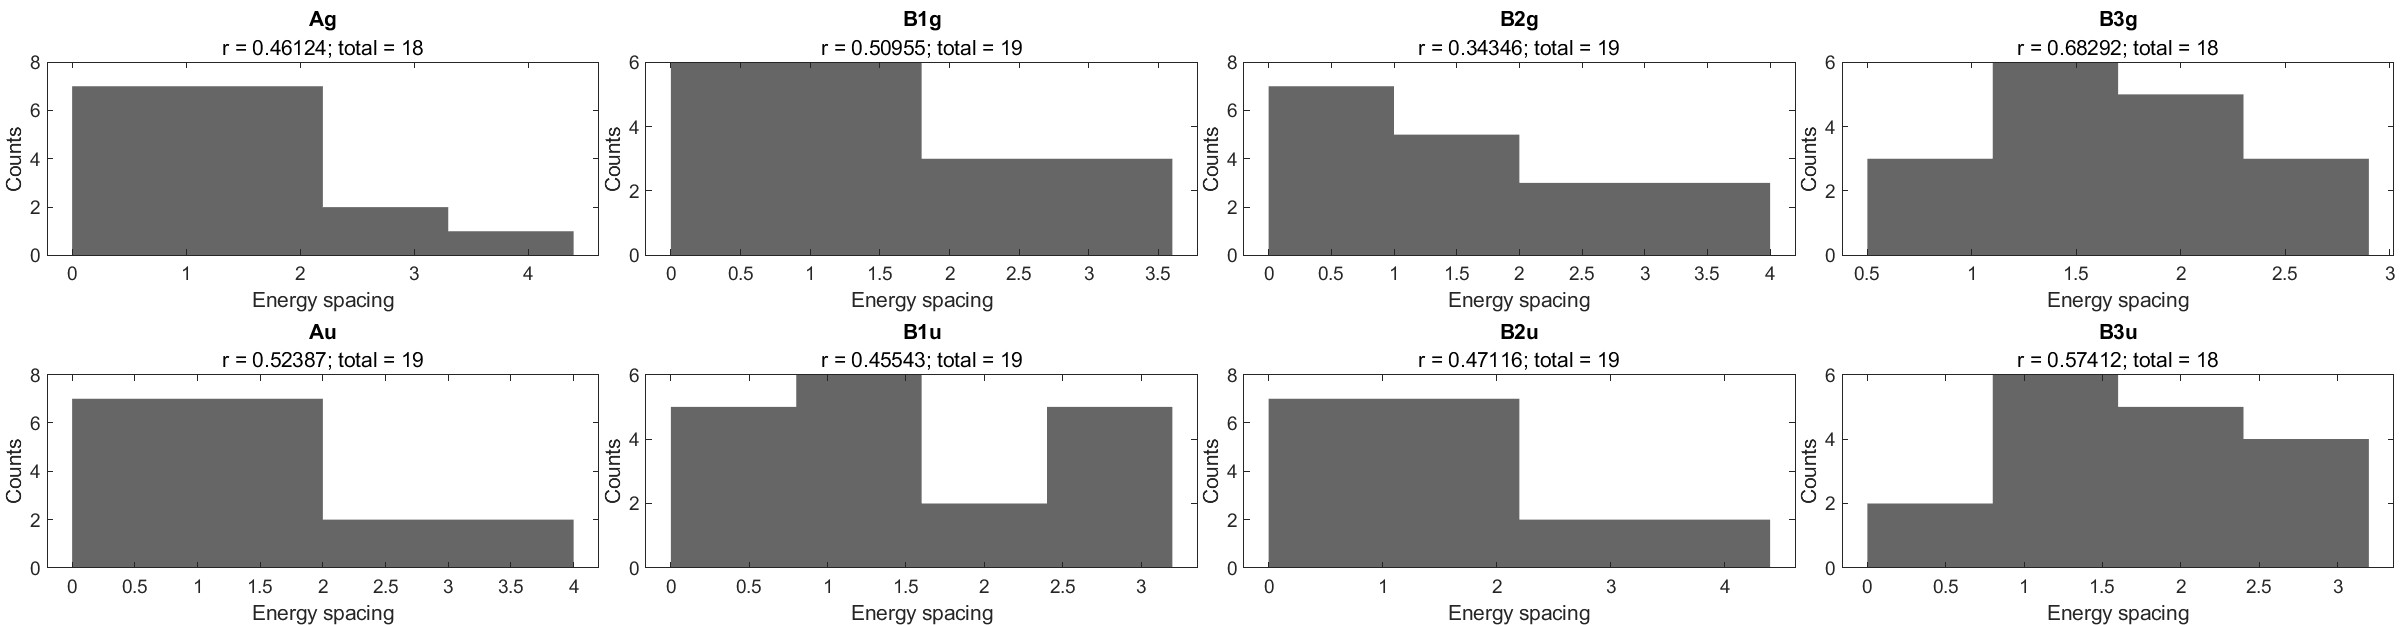 Ag
r = 0.46124; total = 18
8
6
4
2
0
Counts
0 1 2 3 4
Energy spacing
B1g
r = 0.50955; total = 19
6
4
2
0
Counts
0 0.5 1 1.5 2 2.5 3 3.5
Energy spacing
B2g
r = 0.34346; total = 19
8
6
4
2
0
Counts
0 0.5 1 1.5 2 2.5 3 3.5 4
Energy spacing
B3g
r = 0.68292; total = 18
6
4
2
0
Counts
0.5 1 1.5 2 2.5 3
Energy spacing
Au
r = 0.52387; total = 19
8
6
4
2
0
Counts
0 0.5 1 1.5 2 2.5 3 3.5 4
Energy spacing
B1u
r = 0.45543; total = 19
6
4
2
0
Counts
0 0.5 1 1.5 2 2.5 3
Energy spacing
B2u
r = 0.47116; total = 19
8
6
4
2
0
Counts
0 1 2 3 4
Energy spacing
B3u
r = 0.57412; total = 18
6
4
2
0
Counts
0 0.5 1 1.5 2 2.5 3
Energy spacing